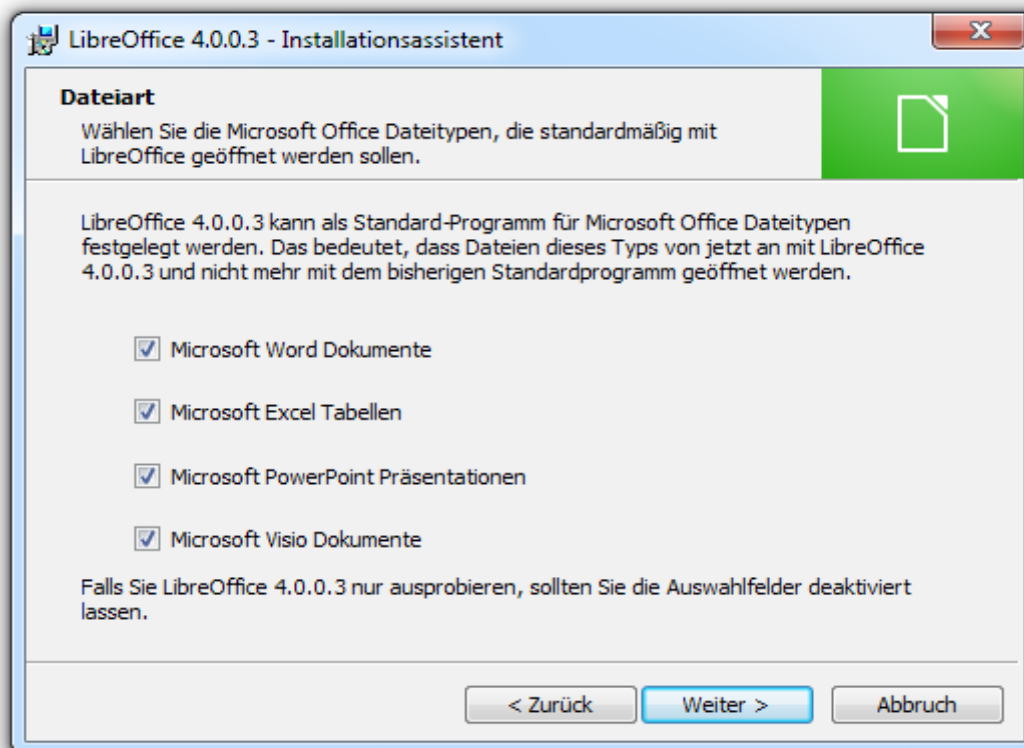 LibreOffice 4.0.0.3 - Installationsassistent
Dateiart
Wählen Sie die Microsoft Office Dateitypen, die standardmäßig mit
LibreOffice geöffnet werden sollen.
LibreOffice 4.0.0.3 kann als Standard-Programm für Microsoft Office Dateitypen
festgelegt werden. Das bedeutet, dass Dateien dieses Typs von jetzt an mit LibreOffice
4.0.0.3 und nicht mehr mit dem bisherigen Standardprogramm geöffnet werden.
Microsoft Word Dokumente
Microsoft Excel Tabellen
Microsoft PowerPoint Präsentationen
Microsoft Visio Dokumente
Falls Sie LibreOffice 4.0.0.3 nur ausprobieren, sollten Sie die Auswahlfelder deaktiviert
lassen.
< Zurück
Weiter >
Abbruch